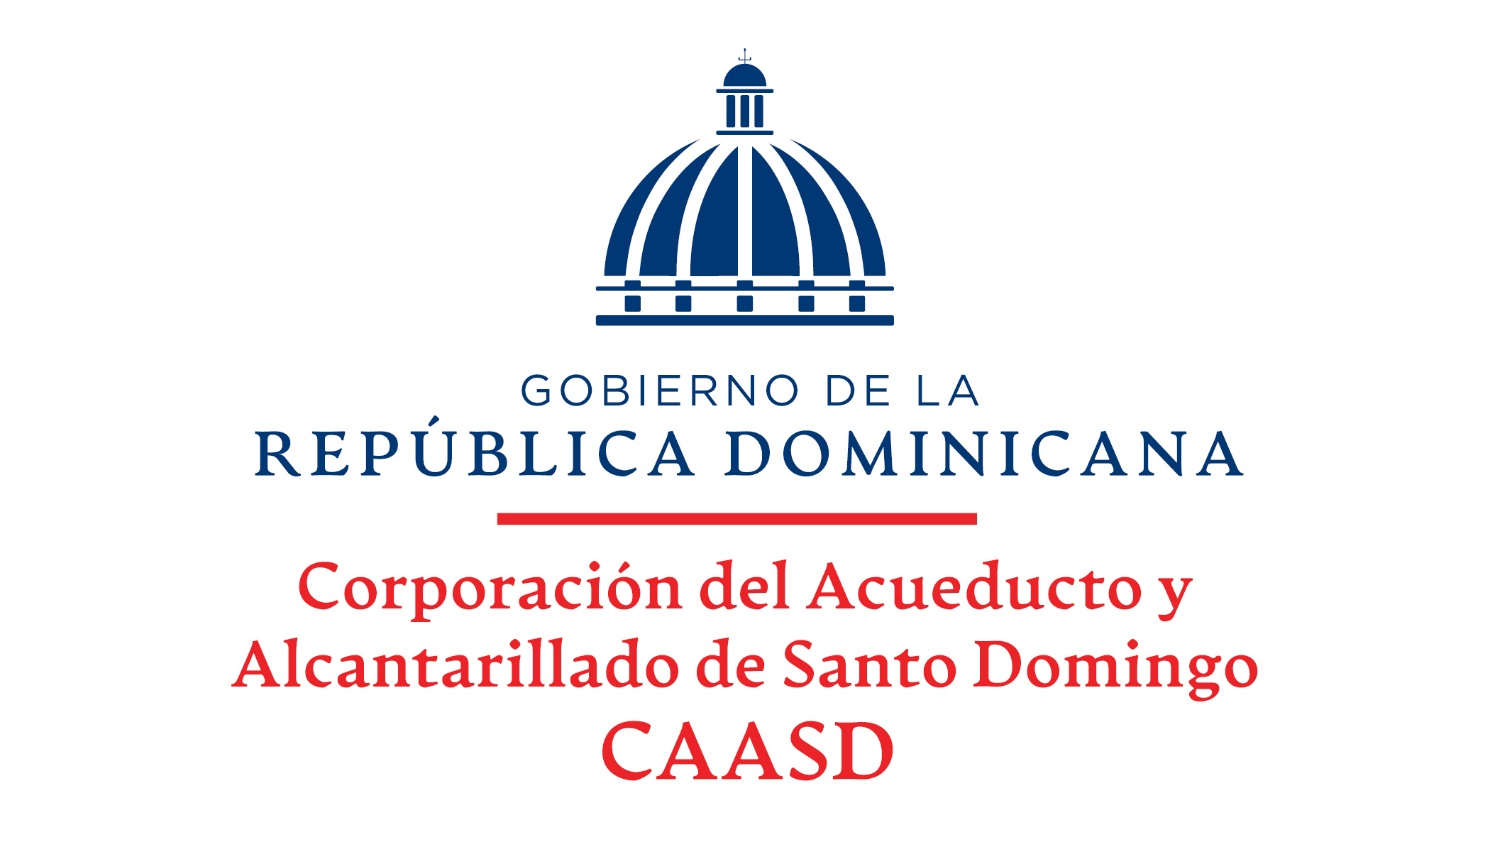 GOBIERNO DE LA
REPÚBLICA DOMINICANA
Corporación del Acueducto y
Alcantarillado de Santo Domingo
CAASD